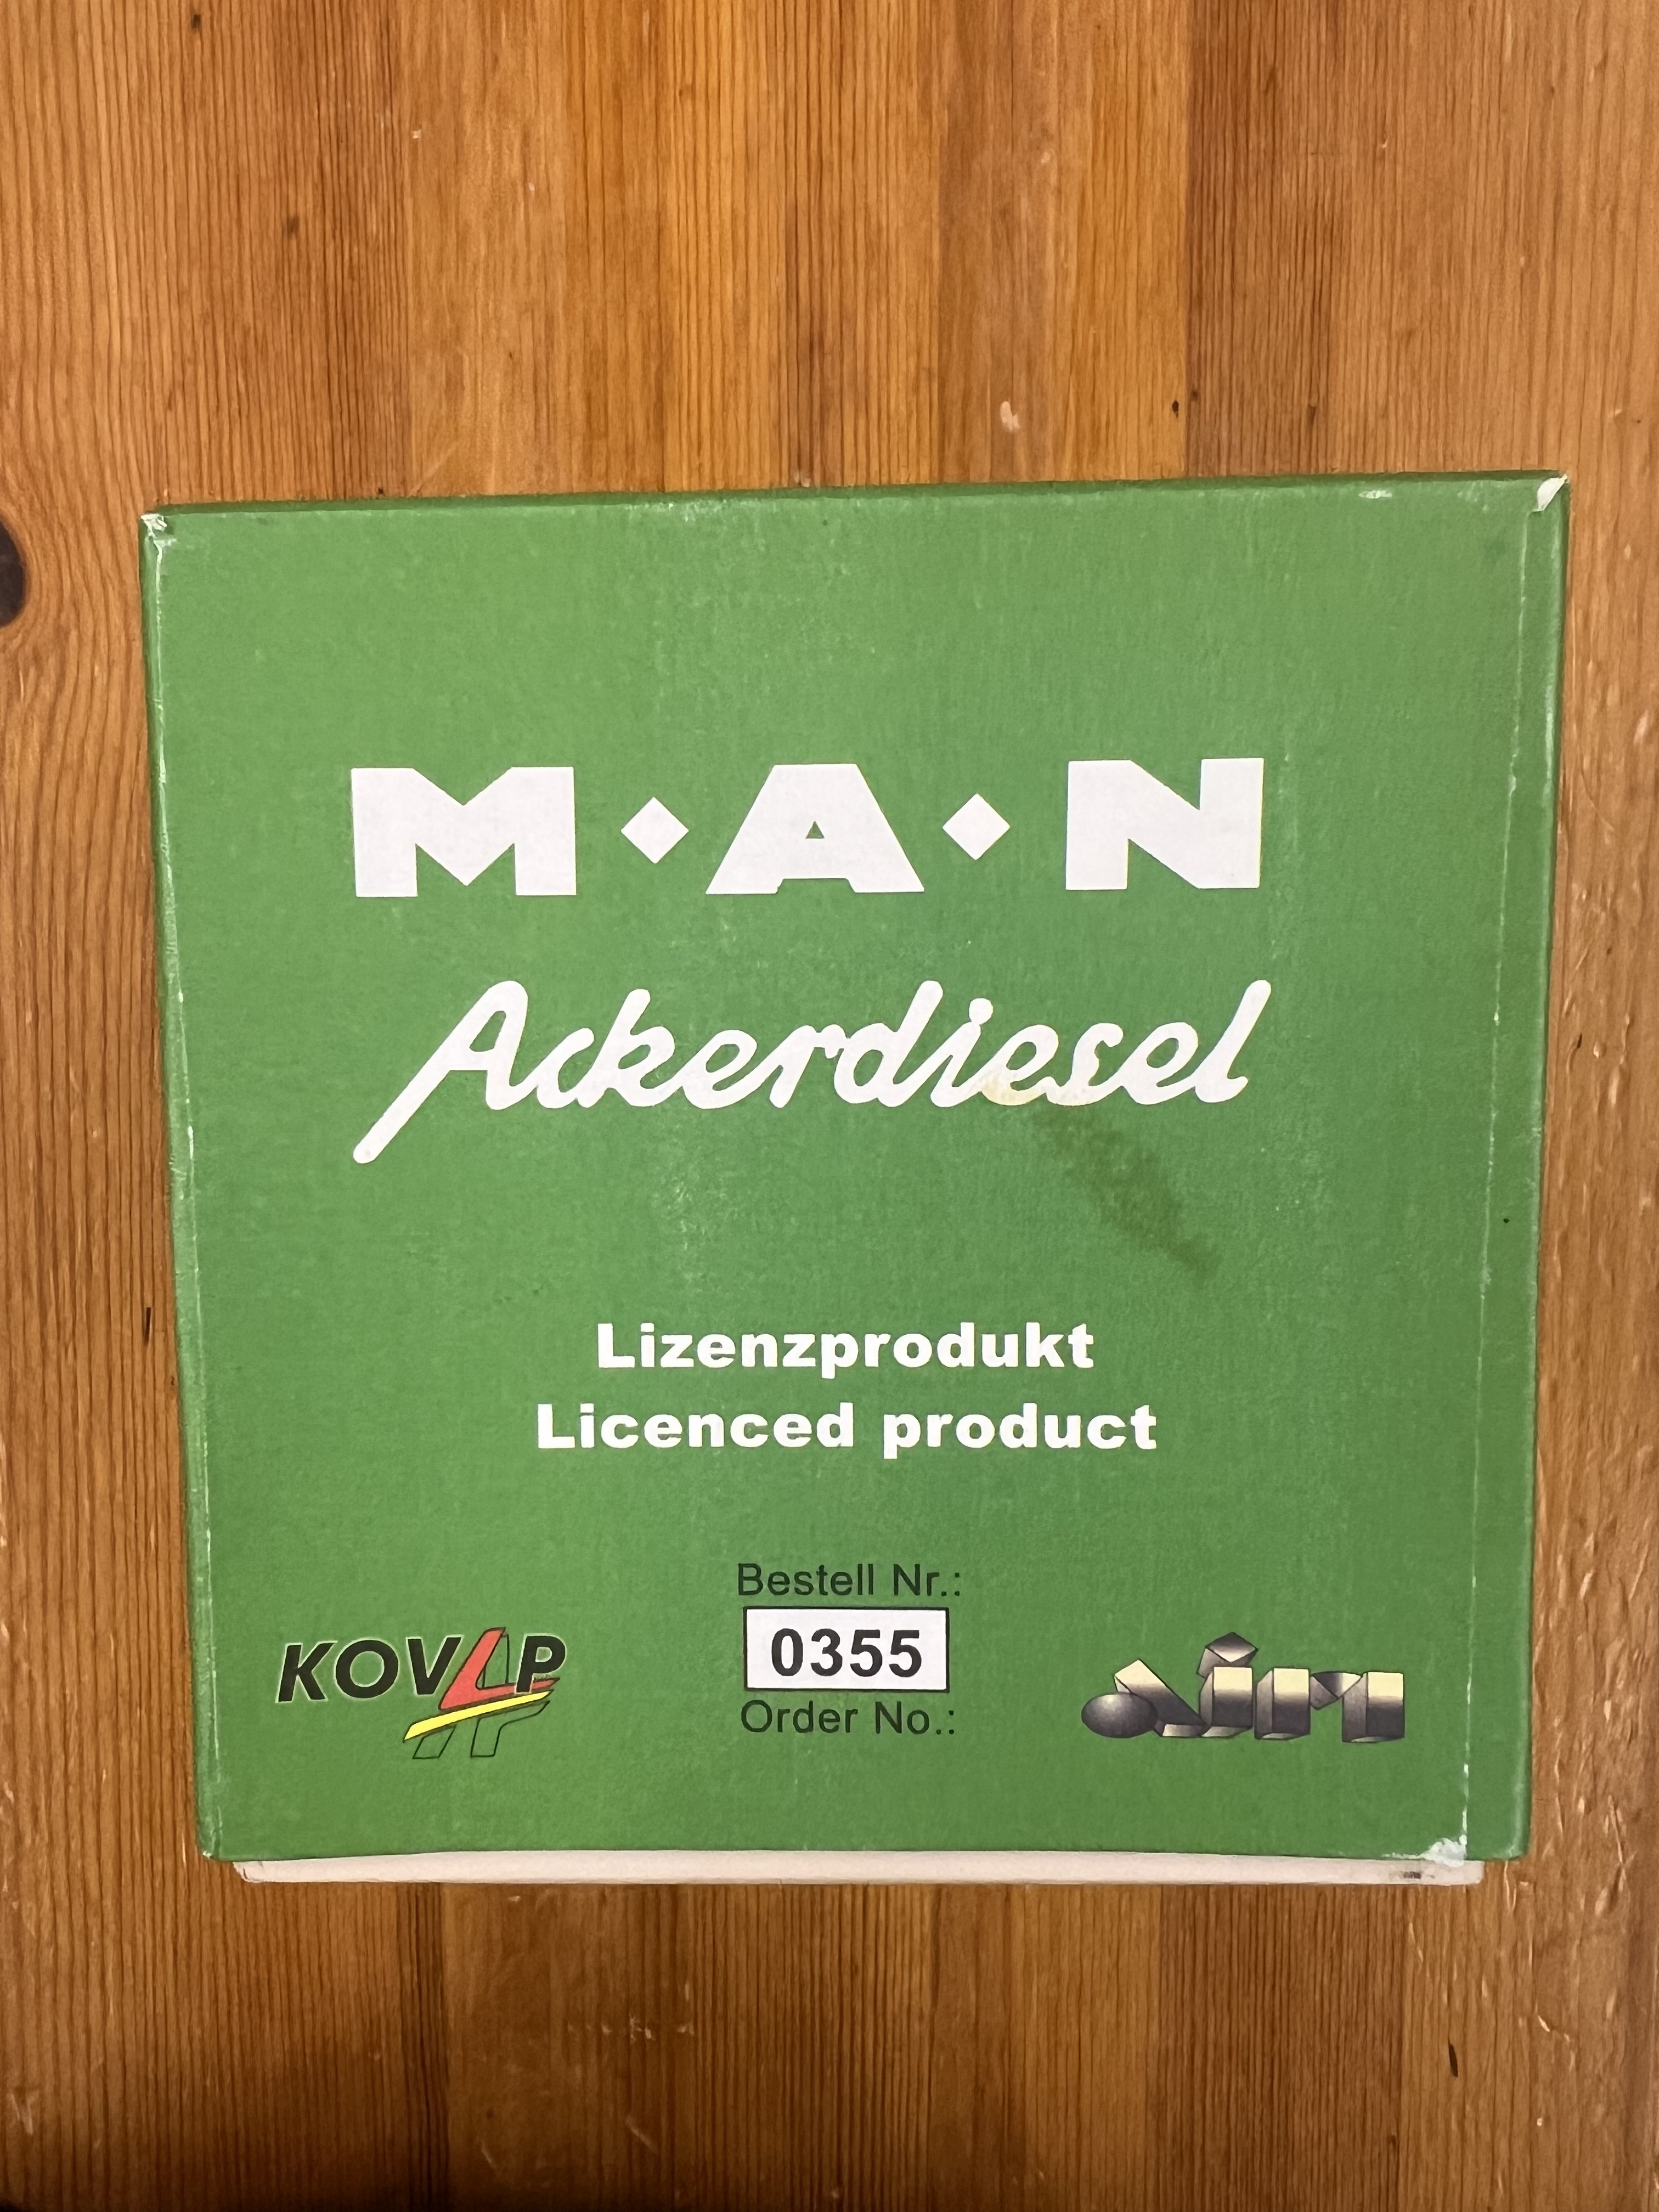 M◆A◆N
Ackerdiesel
Lizenzprodukt
Licenced product
Bestell Nr.:
0355
Order No.:
KOVAP